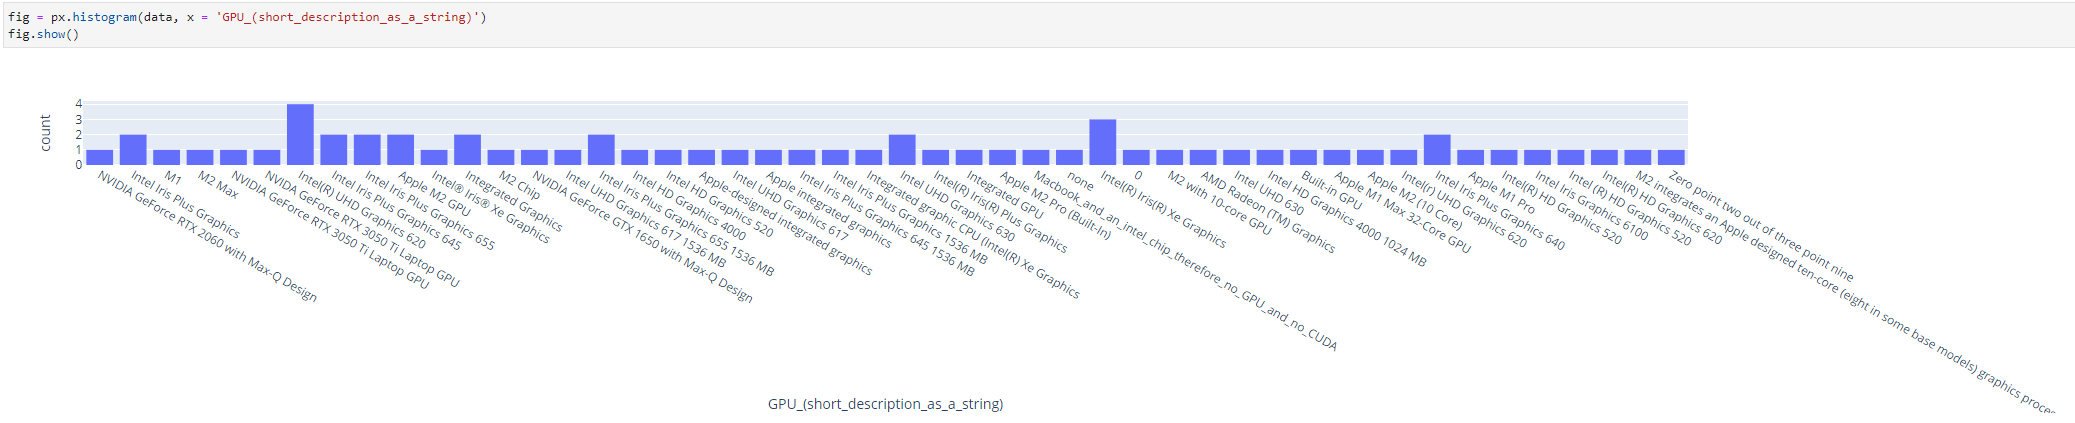 fig = px.histogram(data, x = 'GPU_(short_description_as_a_string)')
fig.show()
count
4
3
2
1
0
NVIDIA GeForce RTX 2060 with Max-Q Design
Intel Iris Plus Graphics
M1
M2 Max
NVIDIA GeForce RTX 3050 Ti Laptop GPU
NVIDA GeForce RTX 3050 Ti Laptop GPU
Intel(R) UHD Graphics 620
Intel Iris Plus Graphics 645
Intel Iris Plus Graphics 655
Apple M2 GPU
Intel® Iris® Xe Graphics
Integrated Graphics
M2 Chip
NVIDIA GeForce GTX 1650 with Max-Q Design
Intel UHD Graphics 617 1536 MB
Intel Iris Plus Graphics 655 1536 MB
Intel HD Graphics 4000
Intel HD Graphics 520
Apple-designed integrated graphics
Intel UHD Graphics 617
Apple integrated graphics
Intel Iris Plus Graphics 645 1536 MB
Intel Iris Plus Graphics 1536 MB
Integrated graphic CPU (Intel(R) Xe Graphics
Intel UHD Graphics 630
Intel(R) Iris(R) Plus Graphics
Integrated GPU
Apple M2 Pro (Built-In)
Macbook_and_an_intel_chip_therefore_no_GPU_and_no_CUDA
none
Intel(R) Iris(R) Xe Graphics
0
M2 with 10-core GPU
AMD Radeon (TM) Graphics
Intel UHD 630
Intel HD Graphics 4000 1024 MB
Built-in GPU
Apple M1 Max 32-Core GPU
Apple M2 (10 Core)
Intel(r) UHD Graphics 620
Intel Iris Plus Graphics 640
Apple M1 Pro
Intel(R) HD Graphics 520
Intel Iris Graphics 6100
Intel (R) HD Graphics 520
Intel(R) HD Graphics 620
M2 integrates an Apple designed ten-core (eight in some base models) graphics proce
Zero point two out of three point nine
GPU_(short_description_as_a_string)